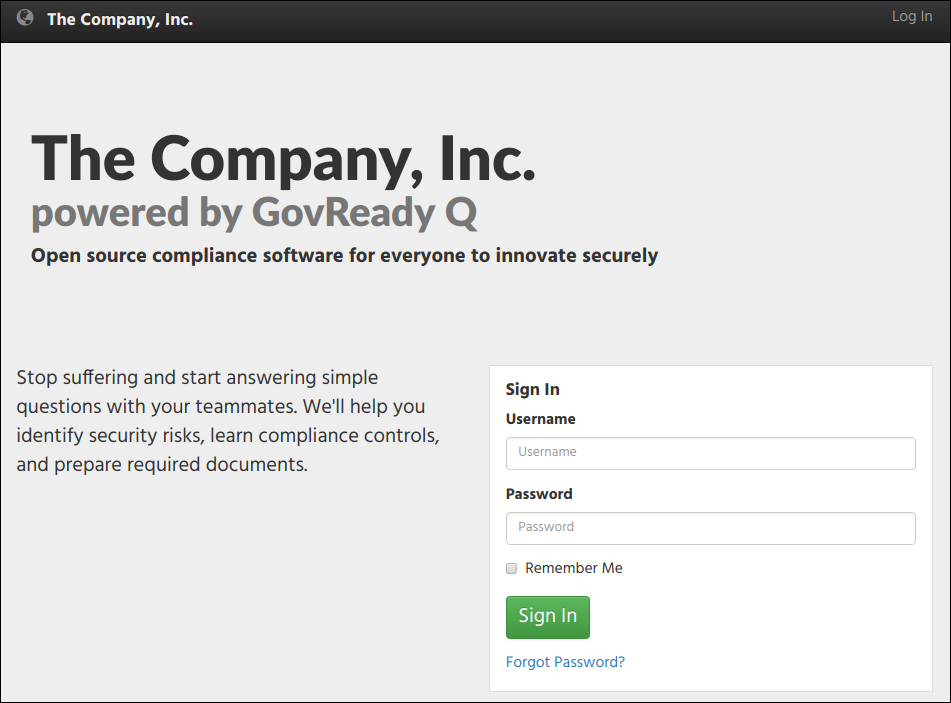 The Company, Inc.
Log In
The Company, Inc.
powered by GovReady Q
Open source compliance software for everyone to innovate securely
Stop suffering and start answering simple
questions with your teammates. We'll help you
identify security risks, learn compliance controls,
and prepare required documents.
Sign In
Username
Username
Password
Password
Remember Me
Sign In
Forgot Password?